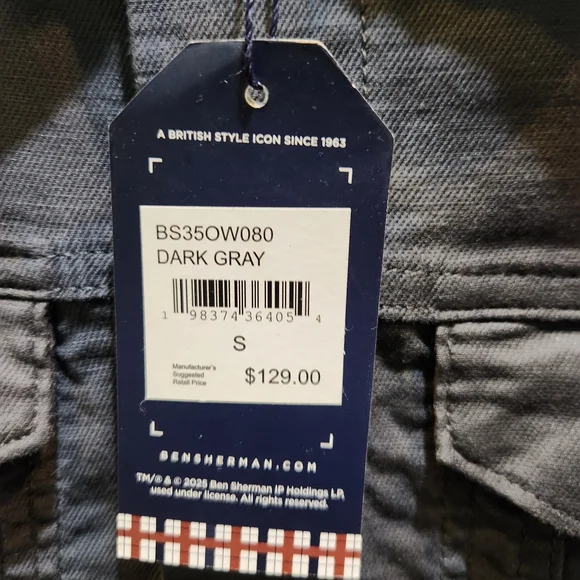 A BRITISH STYLE ICON SINCE 1963
BS35OW080
DARK GRAY
1 98374 36405 4
S
Manufacturer's
Suggested
Retail Price
$129.00
BENSHERMAN.COM
TM/® & © 2025 Ben Sherman IP Holdings LP,
used under license. All rights reserved.